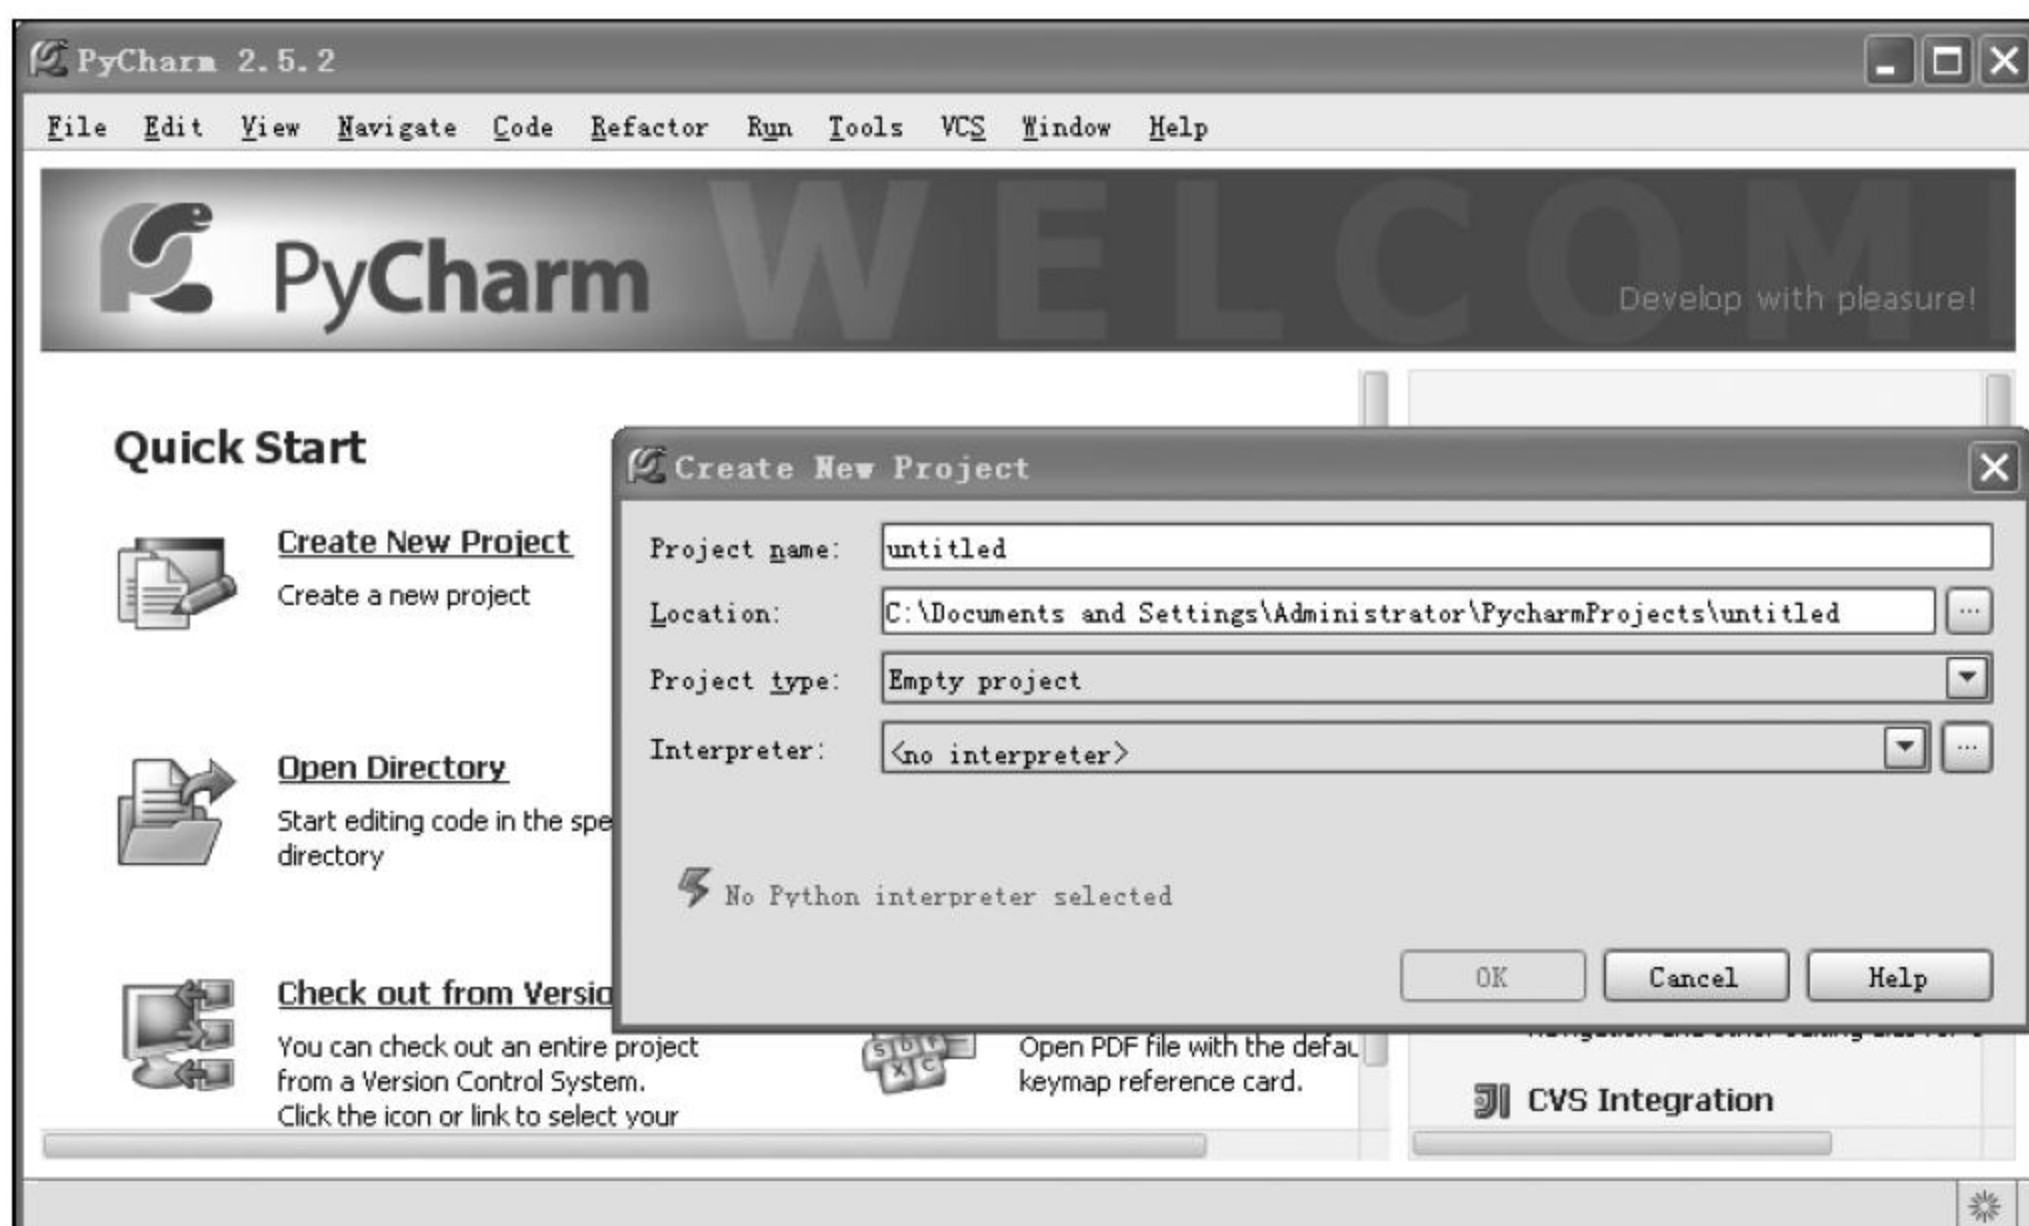 PyCharm 2.5.2
File Edit View Navigate Code Refactor Run Tools VCS Window Help
PyCharm
WELCOM
Develop with pleasure!
Quick Start
Create New Project
Create a new project
Open Directory
Start editing code in the spe
directory
Check out from Versio
You can check out an entire project
from a Version Control System.
Click the icon or link to select your
Create New Project
Project name: untitled
Location: C:\Documents and Settings\Administrator\PycharmProjects\untitled ...
Project type: Empty project
Interpreter: <no interpreter> ...
No Python interpreter selected
OK Cancel Help
S D F
X C
Open PDF file with the defau
keymap reference card.
CVS Integration